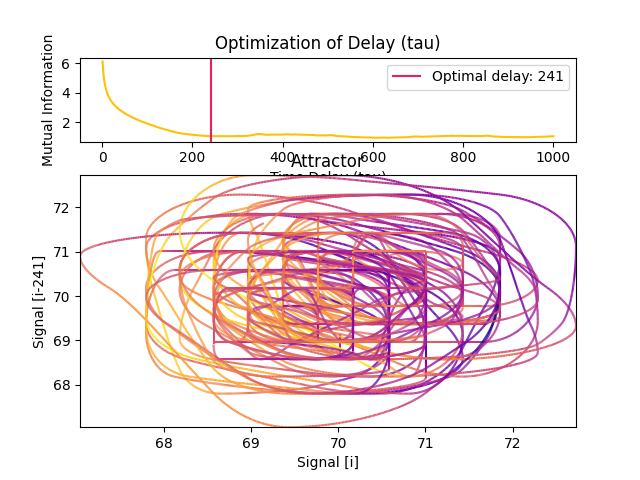 Optimization of Delay (tau)
Mutual Information
6
4
2
Optimal delay: 241
0
200
400
600
800
1000
Time Delay (tau)
Attractor
Signal [i-241]
72
71
70
69
68
68
69
70
71
72
Signal [i]